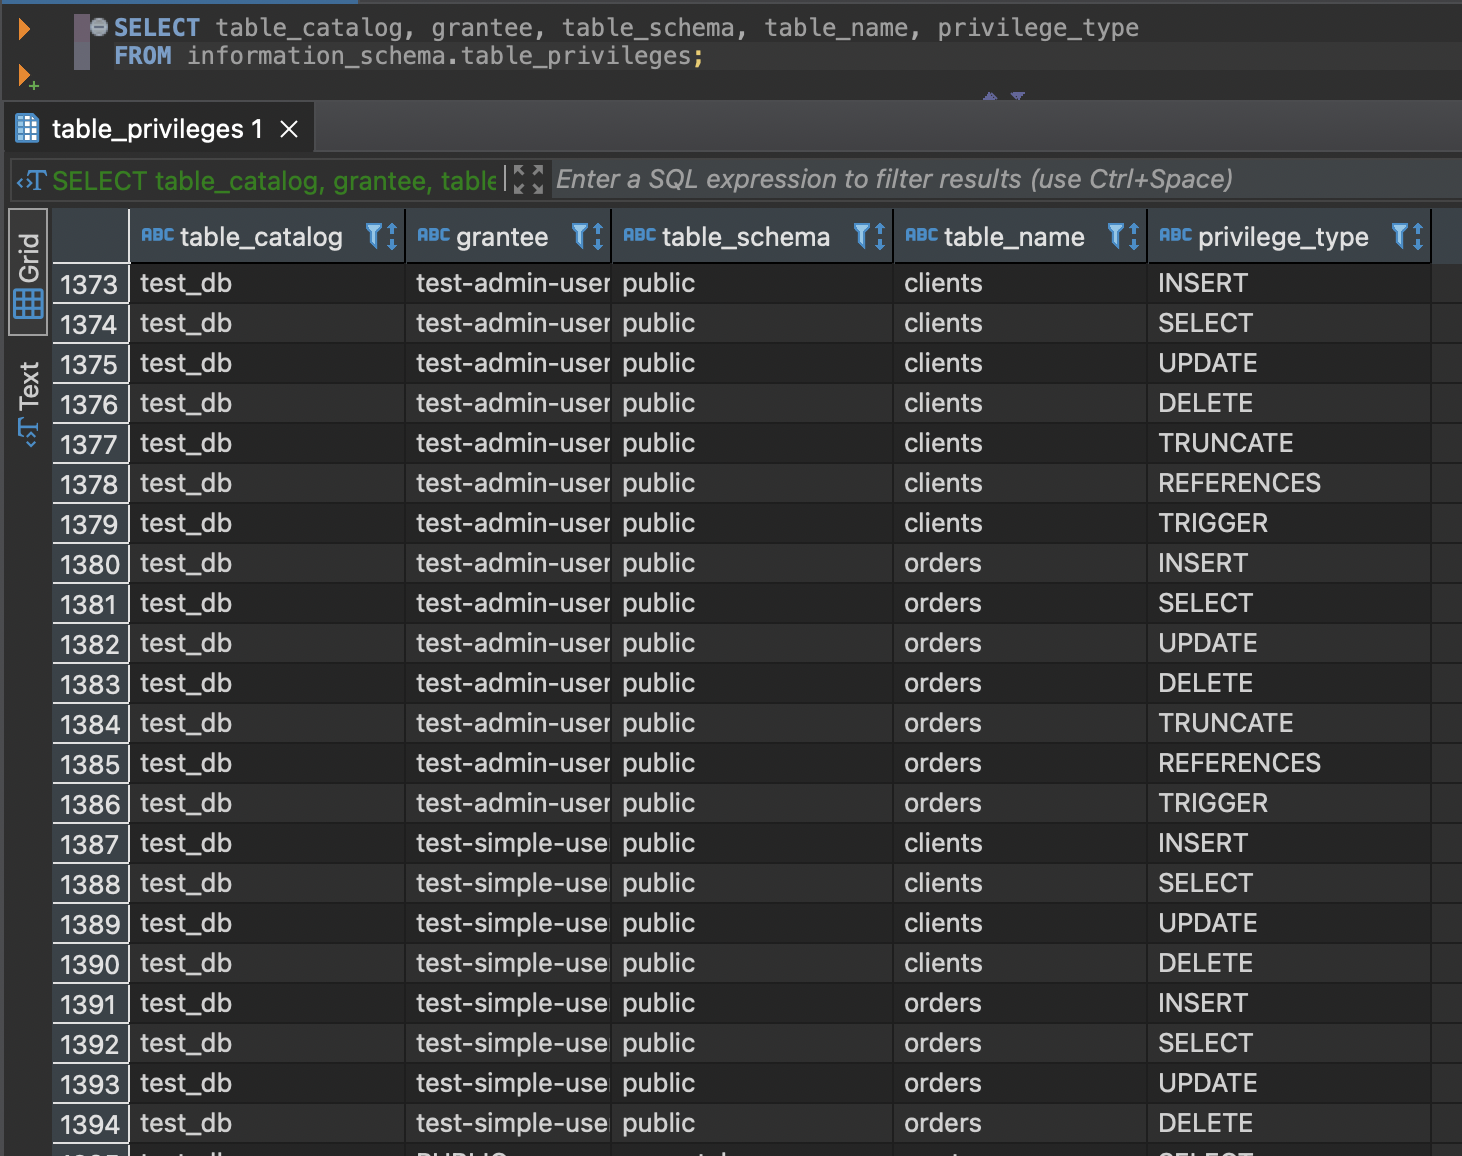 SELECT table_catalog, grantee, table_schema, table_name, privilege_type
FROM information_schema.table_privileges;
table_privileges 1
SELECT table_catalog, grantee, table
Enter a SQL expression to filter results (use Ctrl+Space)
Grid
Text
ABC table_catalog ABC grantee ABC table_schema ABC table_name ABC privilege_type
1373 test_db test-admin-user public clients INSERT
1374 test_db test-admin-user public clients SELECT
1375 test_db test-admin-user public clients UPDATE
1376 test_db test-admin-user public clients DELETE
1377 test_db test-admin-user public clients TRUNCATE
1378 test_db test-admin-user public clients REFERENCES
1379 test_db test-admin-user public clients TRIGGER
1380 test_db test-admin-user public orders INSERT
1381 test_db test-admin-user public orders SELECT
1382 test_db test-admin-user public orders UPDATE
1383 test_db test-admin-user public orders DELETE
1384 test_db test-admin-user public orders TRUNCATE
1385 test_db test-admin-user public orders REFERENCES
1386 test_db test-admin-user public orders TRIGGER
1387 test_db test-simple-use public clients INSERT
1388 test_db test-simple-use public clients SELECT
1389 test_db test-simple-use public clients UPDATE
1390 test_db test-simple-use public clients DELETE
1391 test_db test-simple-use public orders INSERT
1392 test_db test-simple-use public orders SELECT
1393 test_db test-simple-use public orders UPDATE
1394 test_db test-simple-use public orders DELETE